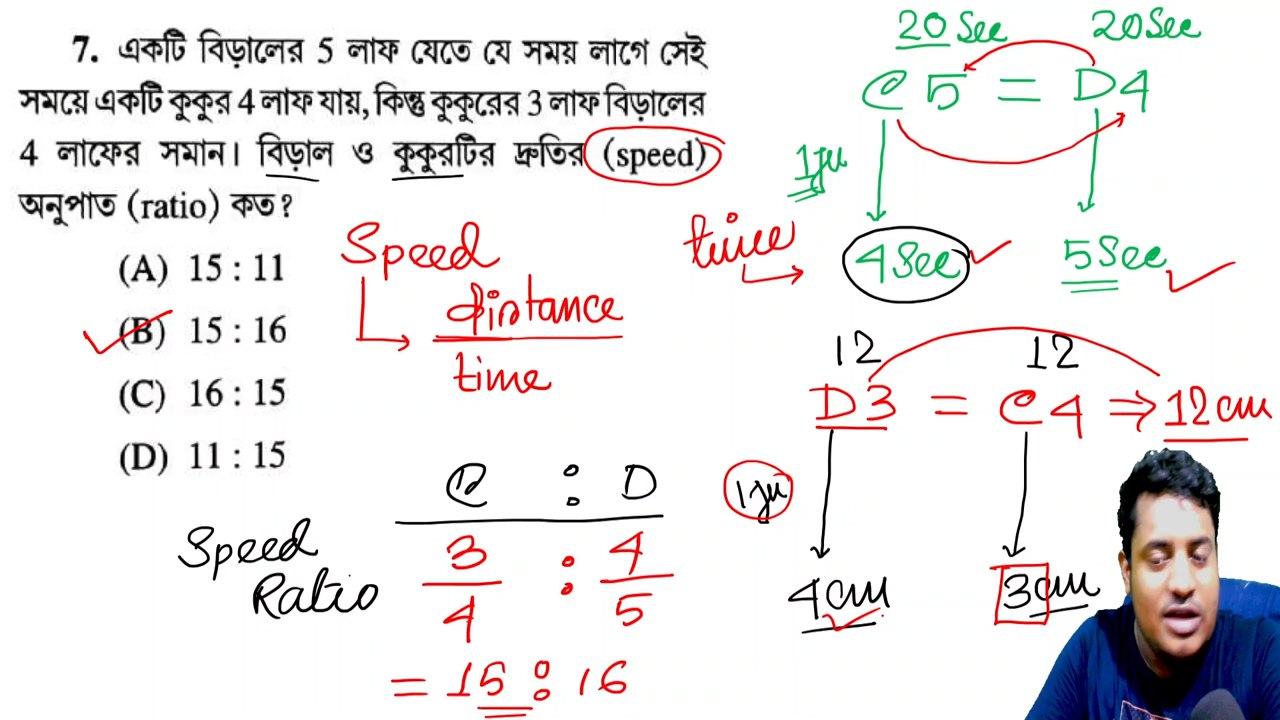 7. একটি বিড়ালের 5 লাফ যেতে যে সময় লাগে সেই
সময়ে একটি কুকুর 4 লাফ যায়, কিন্তু কুকুরের 3 লাফ বিড়ালের
4 লাফের সমান। বিড়াল ও কুকুরটির দ্রুতির (speed)
অনুপাত (ratio) কত?
(A) 15 : 11
(B) 15 : 16
(C) 16 : 15
(D) 11 : 15
Speed
distance
time
C : D
Speed Ratio
3/4 : 4/5
= 15 : 16
20 Sec 20 Sec
C 5 = D 4
time
4 Sec 5 Sec
12 12
D 3 = C 4 ⇒ 12 cm
4 cm 3 cm